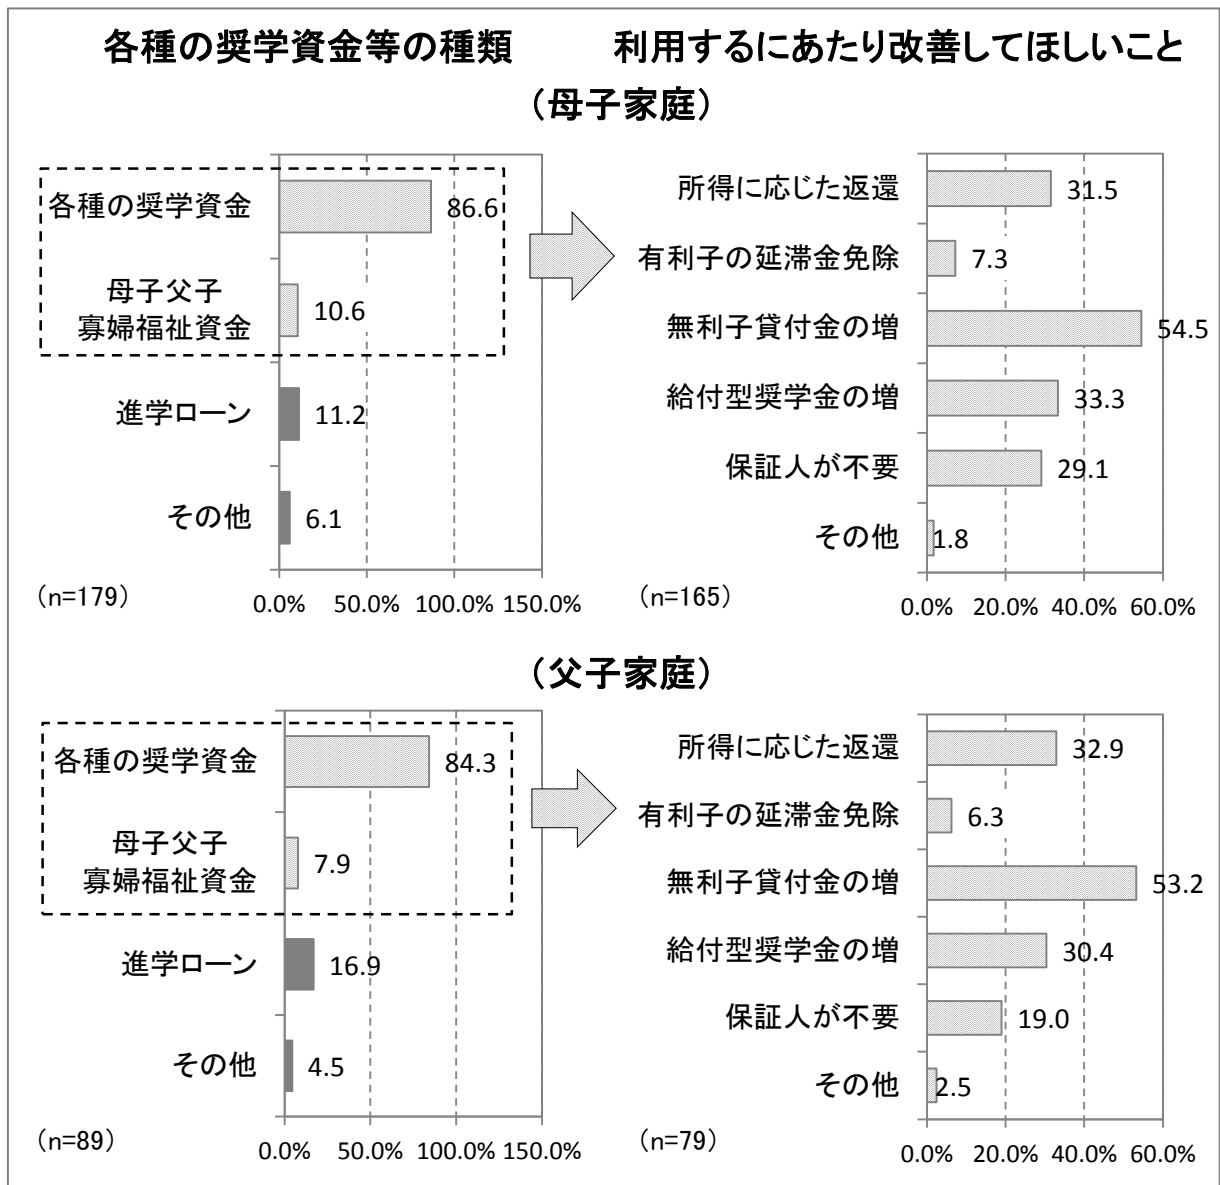 各種の奨学資金等の種類
利用するにあたり改善してほしいこと
（母子家庭）
各種の奨学資金
86.6
母子父子
寡婦福祉資金
10.6
進学ローン
11.2
その他
6.1
（n=179）
0.0% 50.0% 100.0% 150.0%
所得に応じた返還
31.5
有利子の延滞金免除
7.3
無利子貸付金の増
54.5
給付型奨学金の増
33.3
保証人が不要
29.1
その他
1.8
（n=165）
0.0% 20.0% 40.0% 60.0%
（父子家庭）
各種の奨学資金
84.3
母子父子
寡婦福祉資金
7.9
進学ローン
16.9
その他
4.5
（n=89）
0.0% 50.0% 100.0% 150.0%
所得に応じた返還
32.9
有利子の延滞金免除
6.3
無利子貸付金の増
53.2
給付型奨学金の増
30.4
保証人が不要
19.0
その他
2.5
（n=79）
0.0% 20.0% 40.0% 60.0%